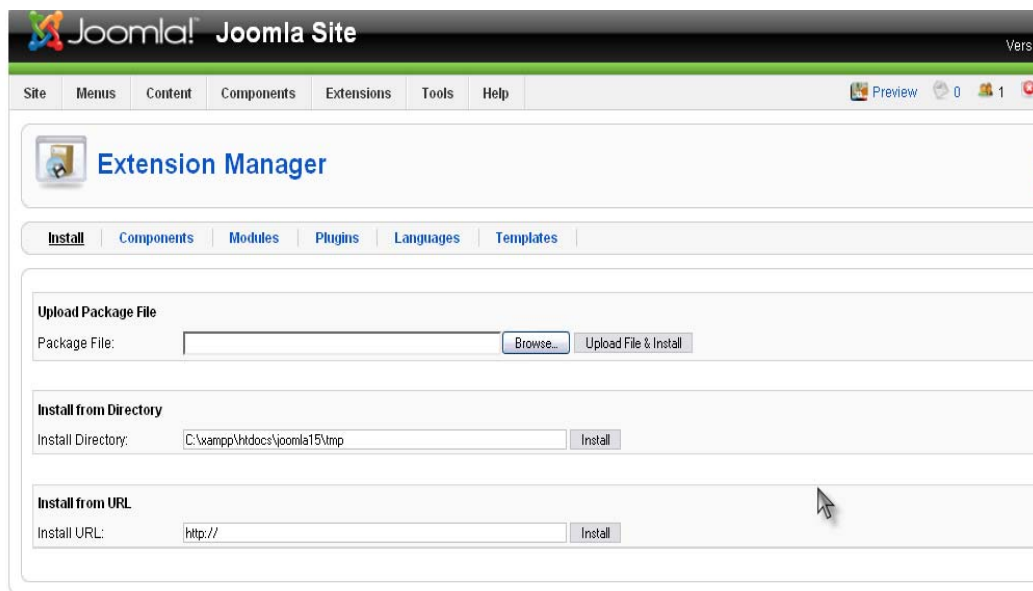 Joomla! Joomla Site
Vers
Site Menus Content Components Extensions Tools Help Preview 0 1
Extension Manager
Install Components Modules Plugins Languages Templates
Upload Package File
Package File: Browse... Upload File & Install
Install from Directory
Install Directory: C:\xampp\htdocs\joomla15\tmp Install
Install from URL
Install URL: http:// Install